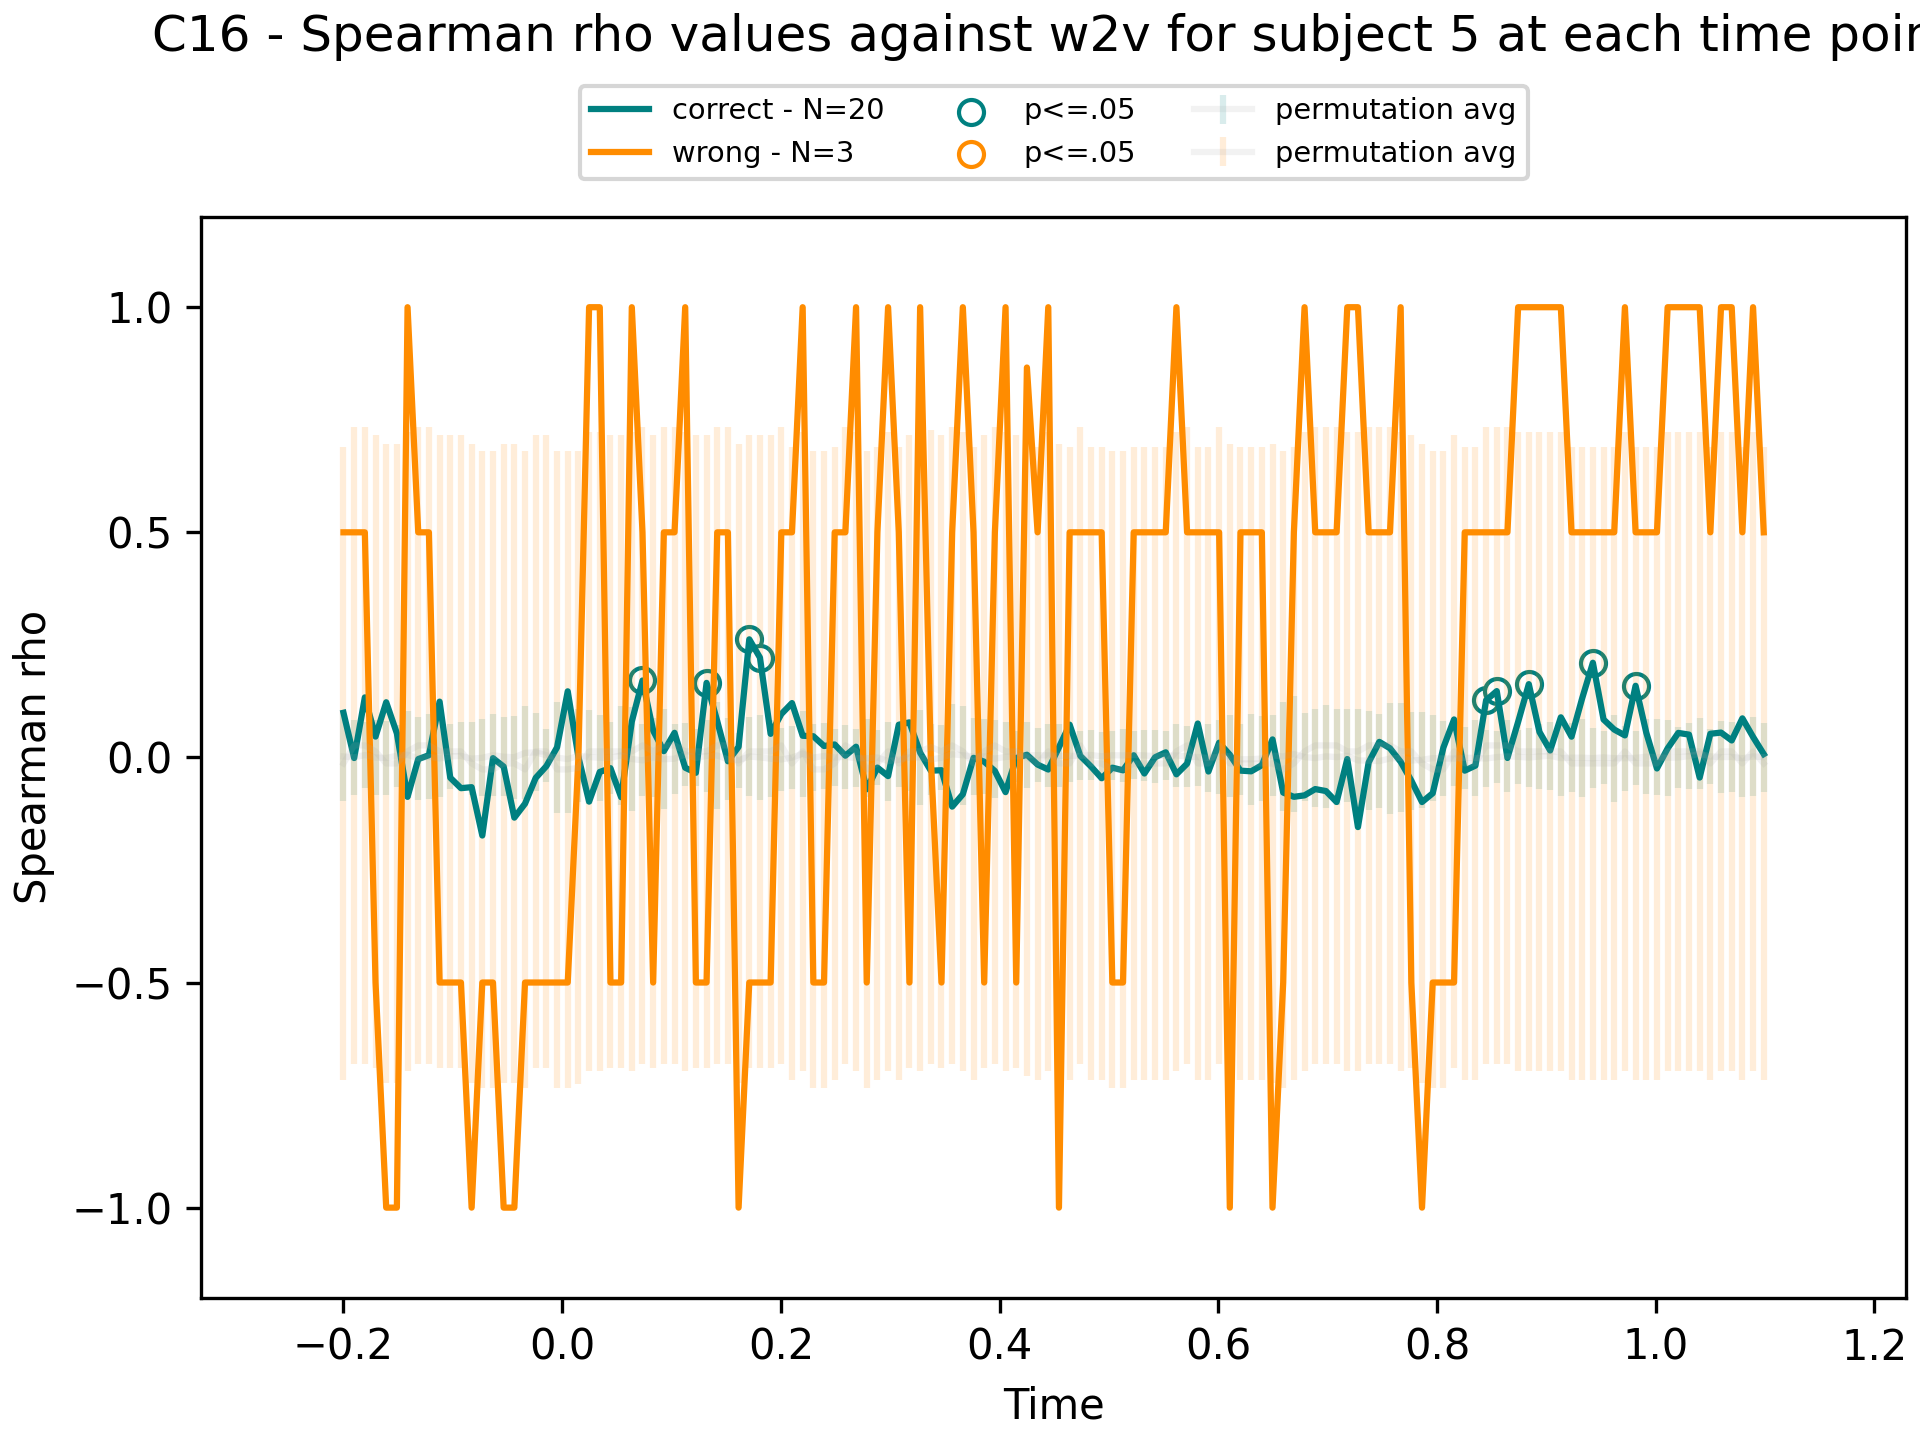 C16 - Spearman rho values against w2v for subject 5 at each time poin
correct - N=20
wrong - N=3
p<=.05
p<=.05
permutation avg
permutation avg
Spearman rho
1.0
0.5
0.0
−0.5
−1.0
−0.2
0.0
0.2
0.4
0.6
0.8
1.0
1.2
Time